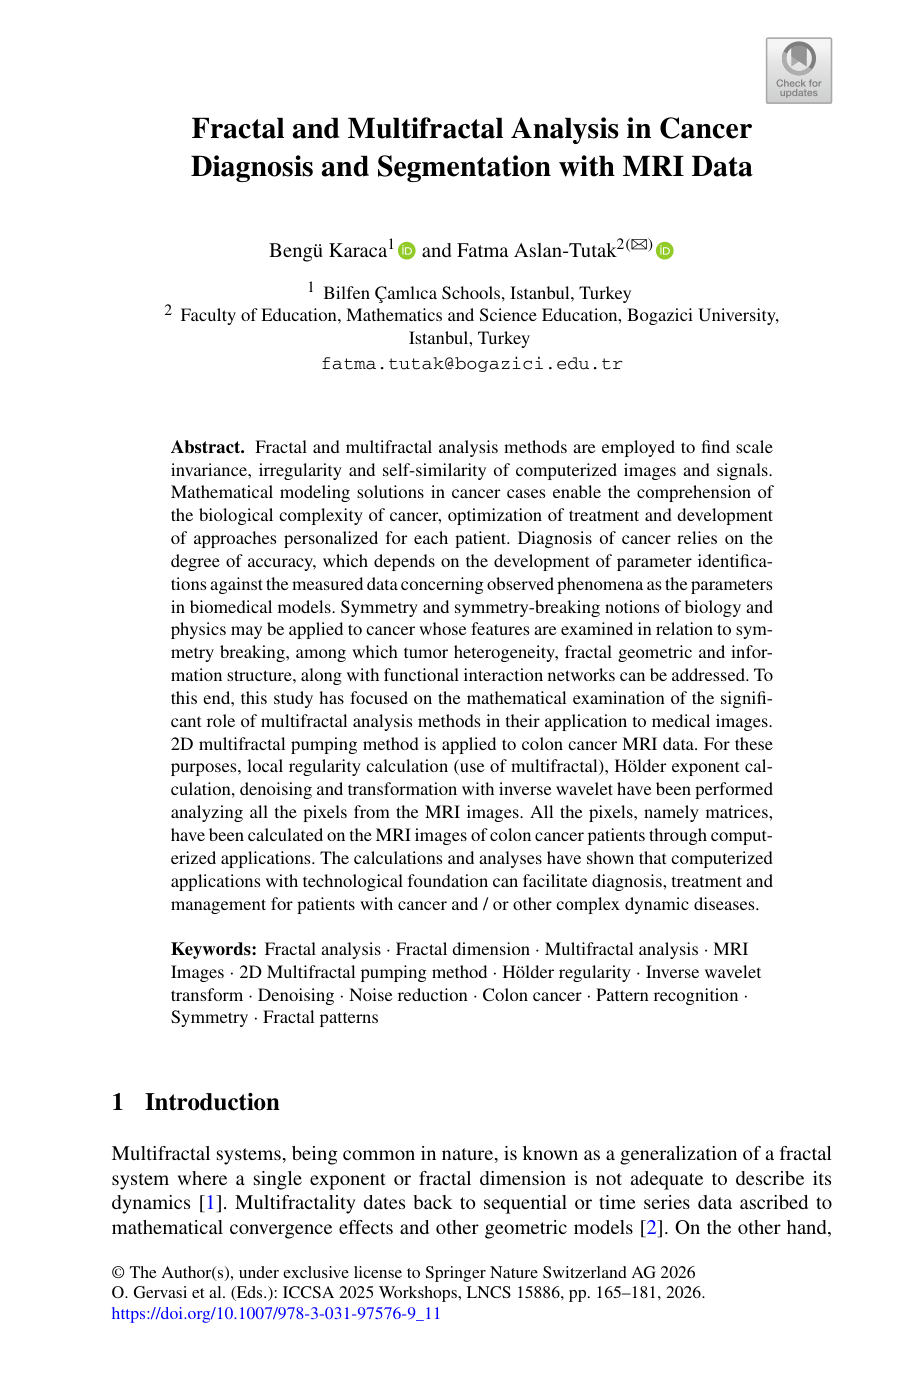 Check for
updates
Fractal and Multifractal Analysis in Cancer
Diagnosis and Segmentation with MRI Data
Bengü Karaca1 iD and Fatma Aslan-Tutak2(✉) iD
1 Bilfen Çamlıca Schools, Istanbul, Turkey
2 Faculty of Education, Mathematics and Science Education, Bogazici University,
Istanbul, Turkey
fatma.tutak@bogazici.edu.tr
Abstract. Fractal and multifractal analysis methods are employed to find scale
invariance, irregularity and self-similarity of computerized images and signals.
Mathematical modeling solutions in cancer cases enable the comprehension of
the biological complexity of cancer, optimization of treatment and development
of approaches personalized for each patient. Diagnosis of cancer relies on the
degree of accuracy, which depends on the development of parameter identifica-
tions against the measured data concerning observed phenomena as the parameters
in biomedical models. Symmetry and symmetry-breaking notions of biology and
physics may be applied to cancer whose features are examined in relation to sym-
metry breaking, among which tumor heterogeneity, fractal geometric and infor-
mation structure, along with functional interaction networks can be addressed. To
this end, this study has focused on the mathematical examination of the signifi-
cant role of multifractal analysis methods in their application to medical images.
2D multifractal pumping method is applied to colon cancer MRI data. For these
purposes, local regularity calculation (use of multifractal), Hölder exponent cal-
culation, denoising and transformation with inverse wavelet have been performed
analyzing all the pixels from the MRI images. All the pixels, namely matrices,
have been calculated on the MRI images of colon cancer patients through comput-
erized applications. The calculations and analyses have shown that computerized
applications with technological foundation can facilitate diagnosis, treatment and
management for patients with cancer and / or other complex dynamic diseases.
Keywords: Fractal analysis · Fractal dimension · Multifractal analysis · MRI
Images · 2D Multifractal pumping method · Hölder regularity · Inverse wavelet
transform · Denoising · Noise reduction · Colon cancer · Pattern recognition ·
Symmetry · Fractal patterns
1 Introduction
Multifractal systems, being common in nature, is known as a generalization of a fractal
system where a single exponent or fractal dimension is not adequate to describe its
dynamics [1]. Multifractality dates back to sequential or time series data ascribed to
mathematical convergence effects and other geometric models [2]. On the other hand,
© The Author(s), under exclusive license to Springer Nature Switzerland AG 2026
O. Gervasi et al. (Eds.): ICCSA 2025 Workshops, LNCS 15886, pp. 165–181, 2026.
https://doi.org/10.1007/978-3-031-97576-9_11